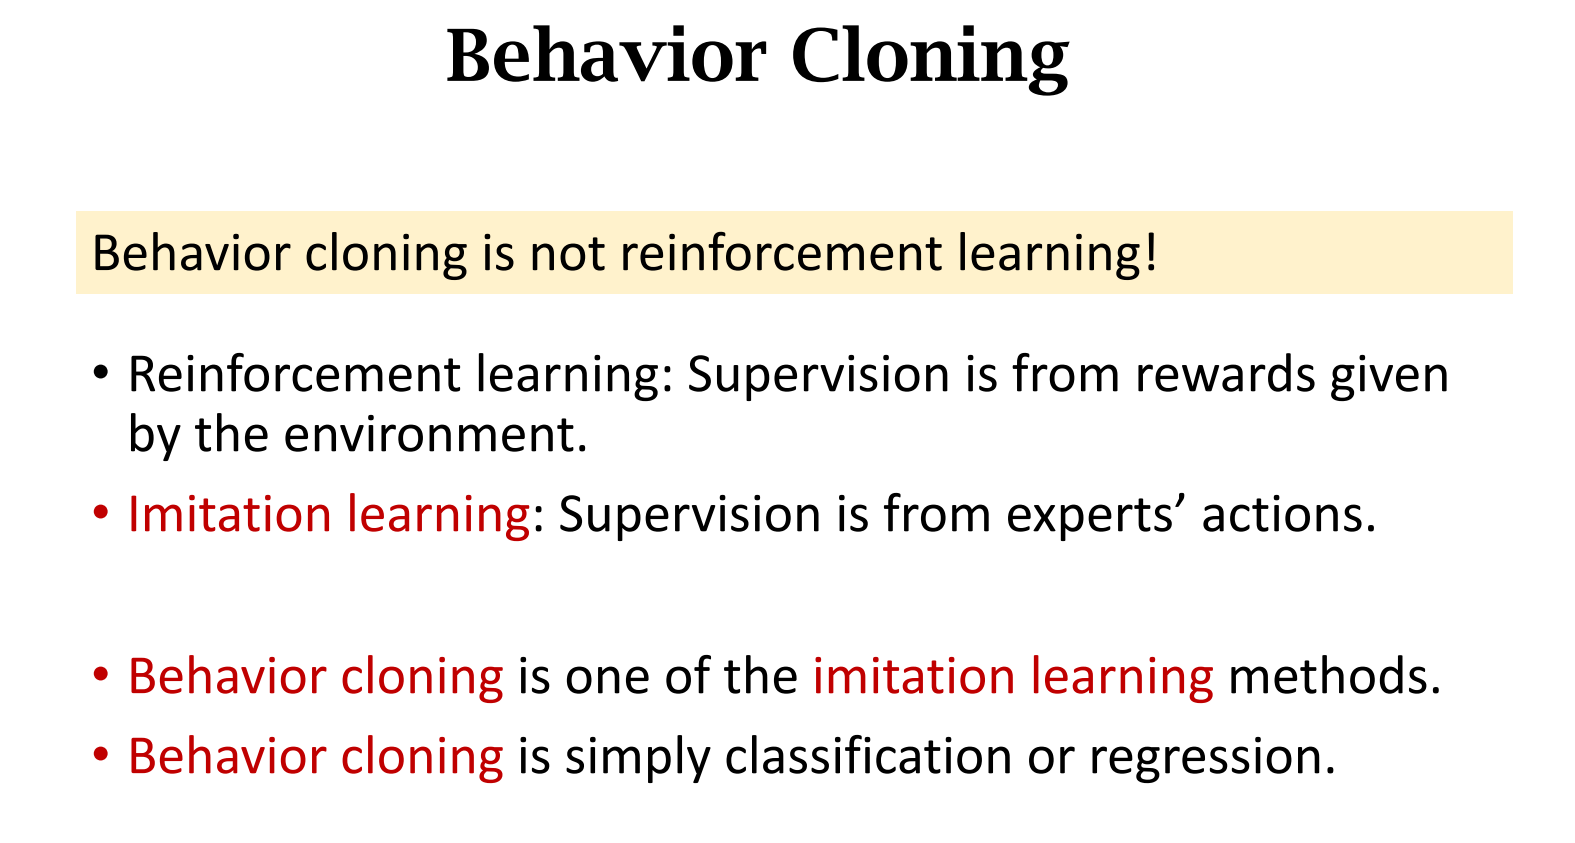 Behavior Cloning
Behavior cloning is not reinforcement learning!
• Reinforcement learning: Supervision is from rewards given
by the environment.
• Imitation learning: Supervision is from experts’ actions.
• Behavior cloning is one of the imitation learning methods.
• Behavior cloning is simply classification or regression.